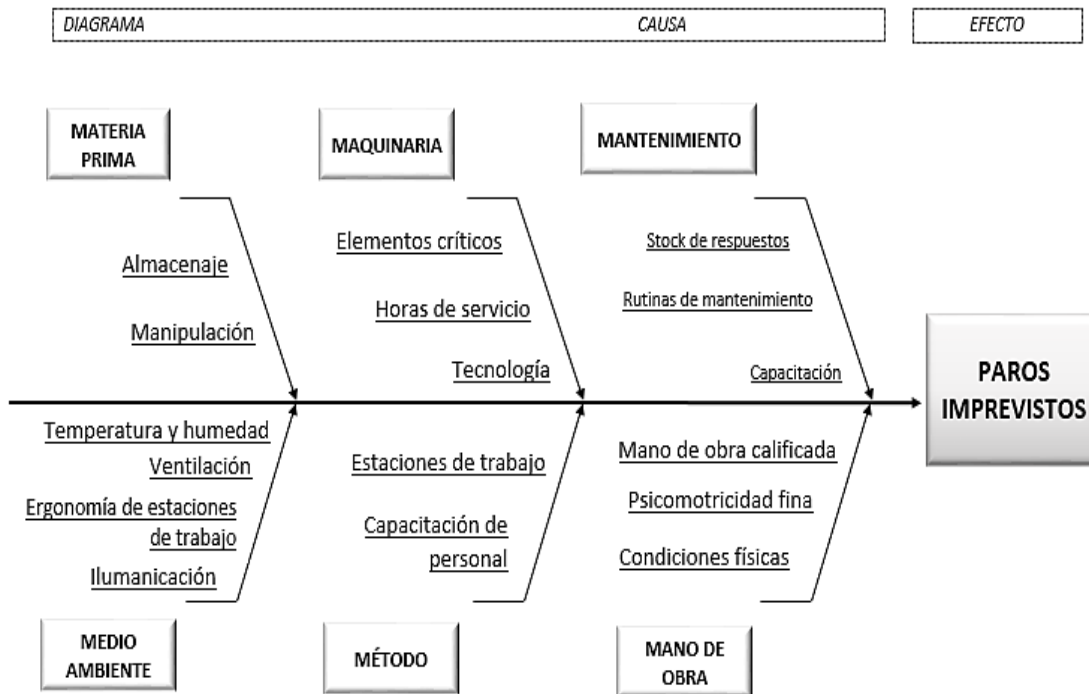 DIAGRAMA CAUSA EFECTO
MATERIA
PRIMA
MAQUINARIA
MANTENIMIENTO
Almacenaje
Manipulación
Elementos críticos
Horas de servicio
Tecnología
Stock de respuestos
Rutinas de mantenimiento
Capacitación
PAROS
IMPREVISTOS
Temperatura y humedad
Ventilación
Ergonomía de estaciones
de trabajo
Ilumanicación
Estaciones de trabajo
Capacitación de
personal
Mano de obra calificada
Psicomotricidad fina
Condiciones físicas
MEDIO
AMBIENTE
MÉTODO
MANO DE
OBRA